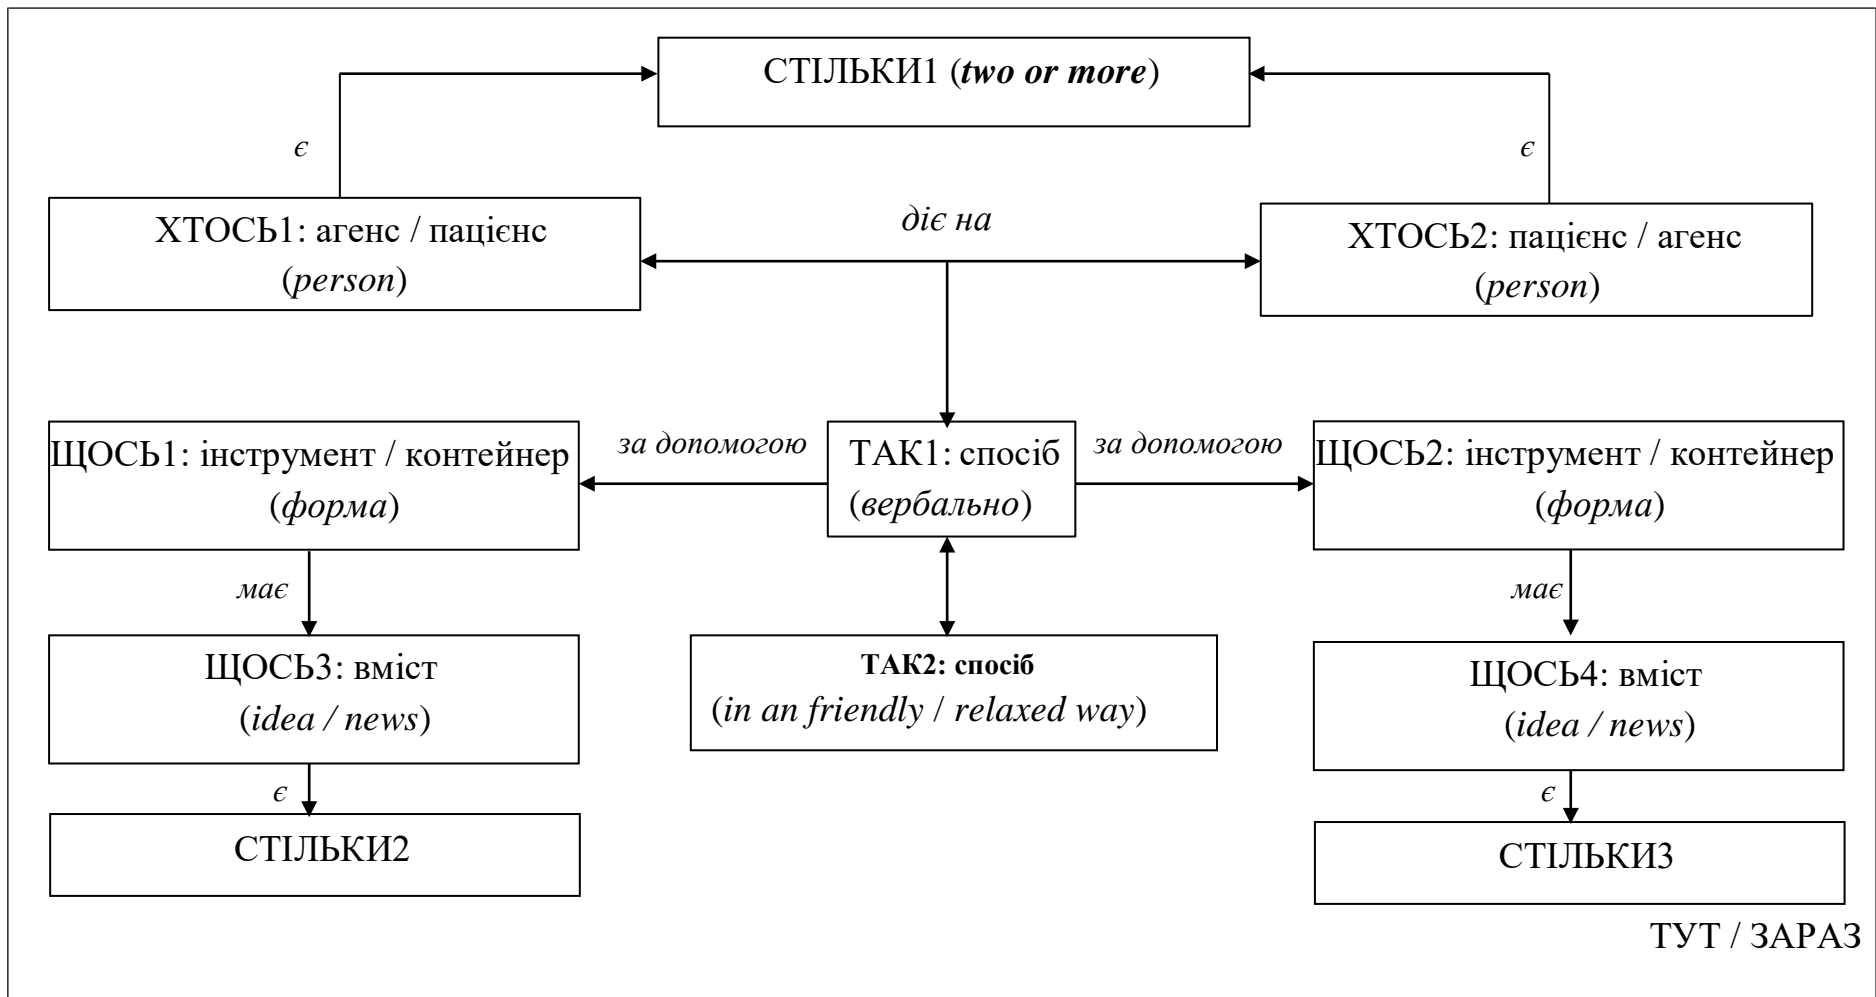 СТІЛЬКИ1 (two or more)
є
є
ХТОСЬ1: агенс / пацієнс
(person)
діє на
ХТОСЬ2: пацієнс / агенс
(person)
ЩОСЬ1: інструмент / контейнер
(форма)
за допомогою
ТАК1: спосіб
(вербально)
за допомогою
ЩОСЬ2: інструмент / контейнер
(форма)
має
має
ЩОСЬ3: вміст
(idea / news)
ТАК2: спосіб
(in an friendly / relaxed way)
ЩОСЬ4: вміст
(idea / news)
є
є
СТІЛЬКИ2
СТІЛЬКИ3
ТУТ / ЗАРАЗ